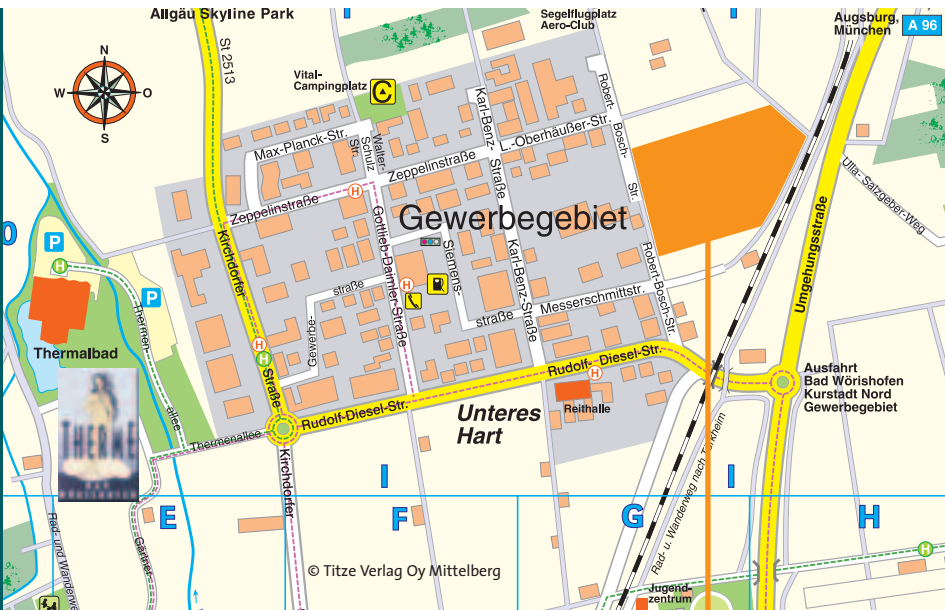 Allgäu Skyline Park
Segelflugplatz
Aero-Club
Augsburg,
München
A 96
St 2513
N
W
O
S
Vital-
Campingplatz
C
Robert-
Bosch-
Str.
Karl-Benz-
Straße
L.-Oberhäußer-Str.
Max-Planck-Str.
Walter-
Schulz
Str.
Zeppelinstraße
Zeppelinstraße
H
Ulla- Salzgeber-Weg
Gewerbegebiet
Kirchdorfer
Straße
Gottlieb-Daimler-Straße
Siemens-
straße
Karl-Benz-Straße
Robert-Bosch-Str.
Messerschmittstr.
Umgehungsstraße
P
H
P
H
Gewerbe-
straße
Thermen-
allee
Thermalbad
THERME
H
H
Rudolf- Diesel-Str.
H
Reithalle
Rudolf-Diesel-Str.
Unteres
Hart
Ausfahrt
Bad Wörishofen
Kurstadt Nord
Gewerbegebiet
Thermenallee
Kirchdorfer
Rad- u. Wanderweg nach Türkheim
I
I
I
I
E
F
G
H
Rad- und Wanderwe
Gärtner
© Titze Verlag Oy Mittelberg
Jugend-
zentrum
H